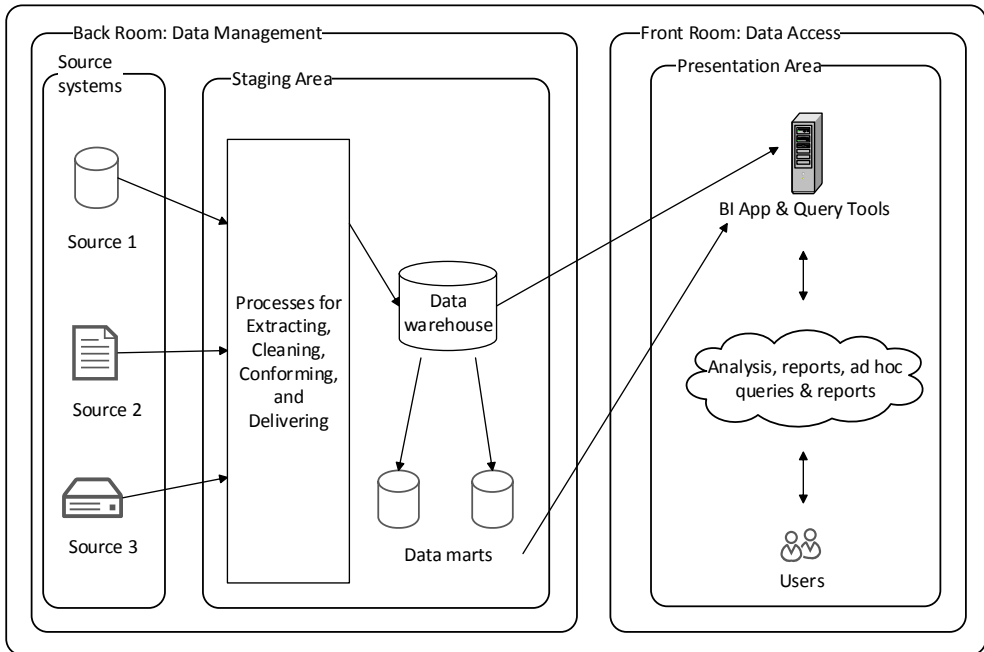 Back Room: Data Management
Source
systems
Source 1
Source 2
Source 3
Staging Area
Processes for
Extracting,
Cleaning,
Conforming,
and
Delivering
Data
warehouse
Data marts
Front Room: Data Access
Presentation Area
BI App & Query Tools
Analysis, reports, ad hoc
queries & reports
Users